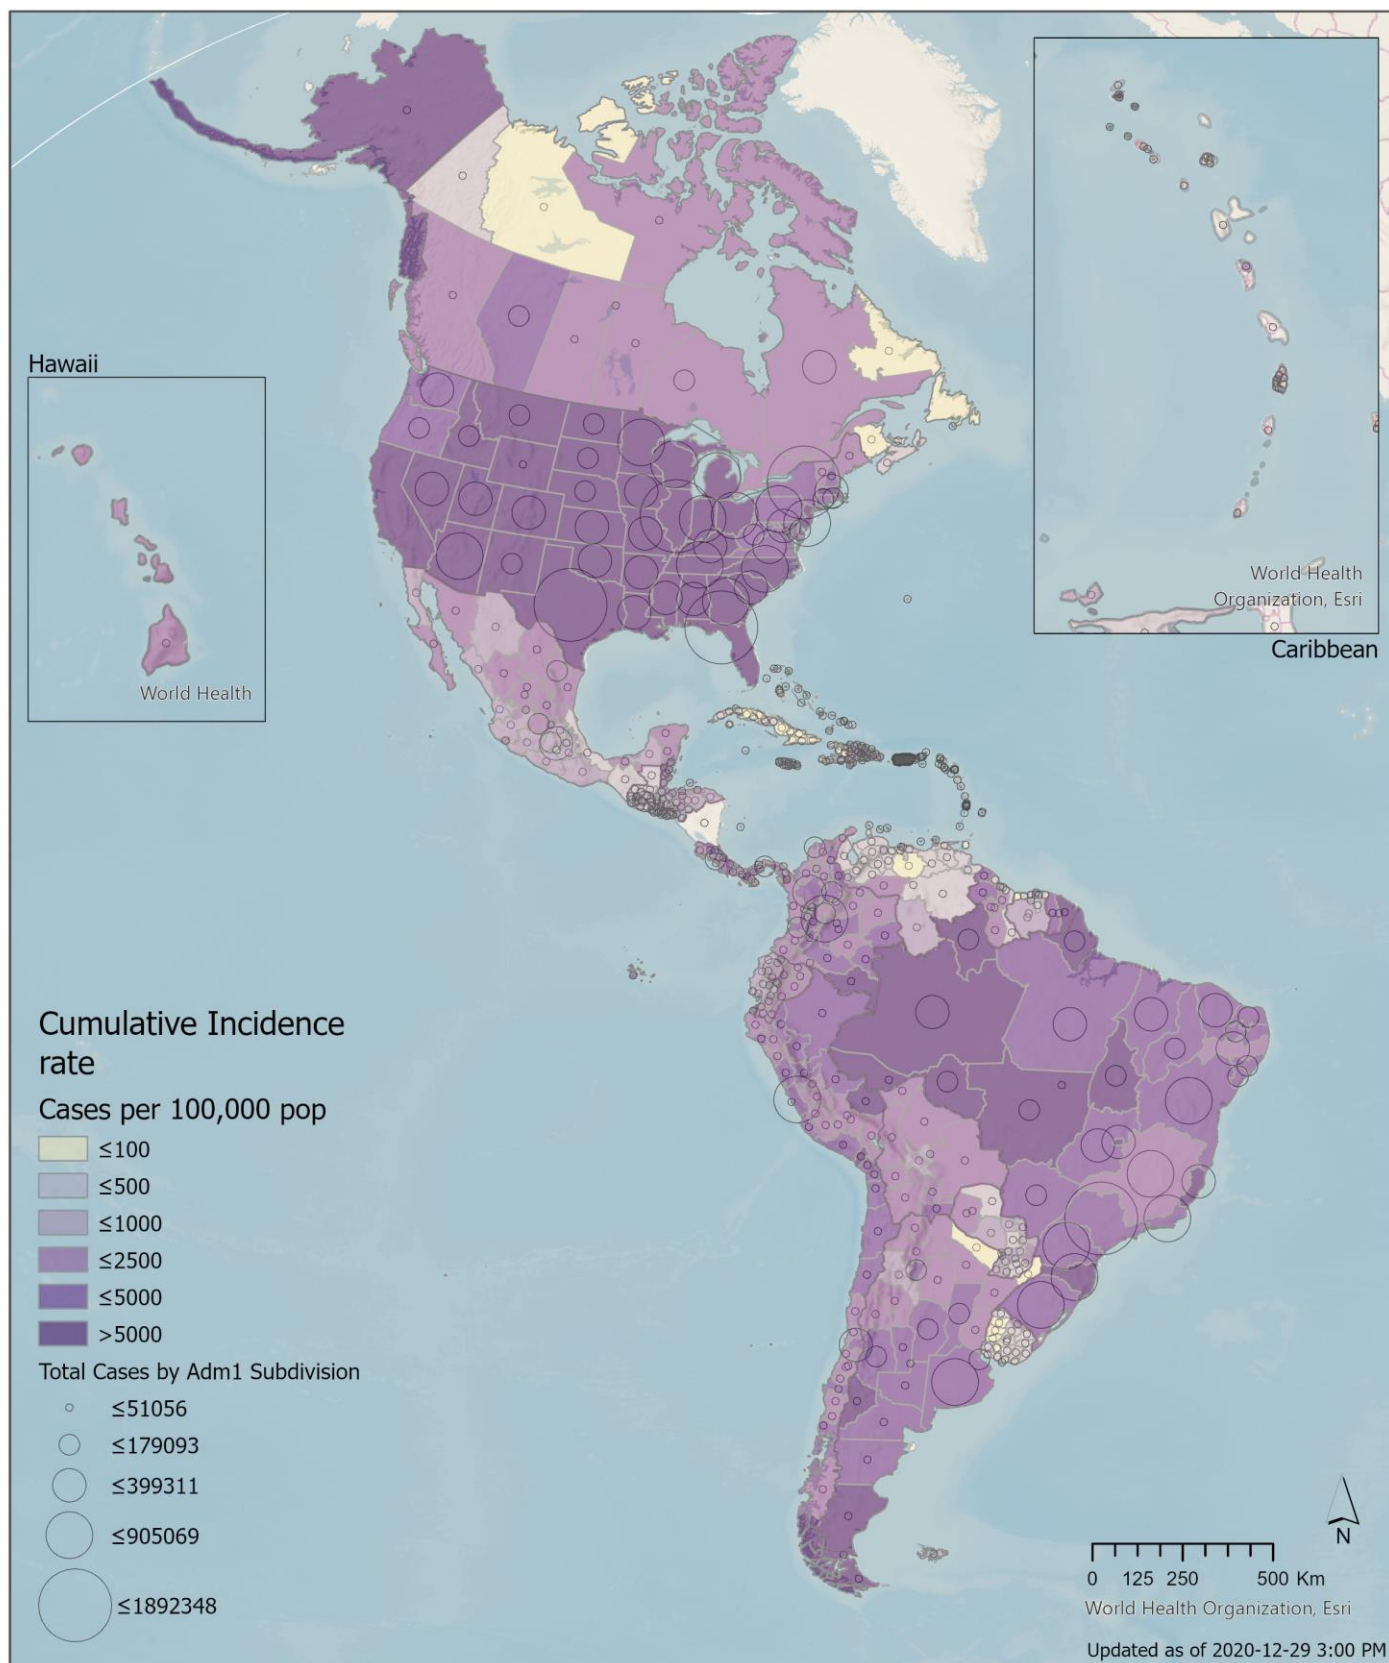 Hawaii
World Health
World Health
Organization, Esri
Caribbean
Cumulative Incidence
rate
Cases per 100,000 pop
≤100
≤500
≤1000
≤2500
≤5000
>5000
Total Cases by Adm1 Subdivision
≤51056
≤179093
≤399311
≤905069
≤1892348
N
0 125 250 500 Km
World Health Organization, Esri
Updated as of 2020-12-29 3:00 PM